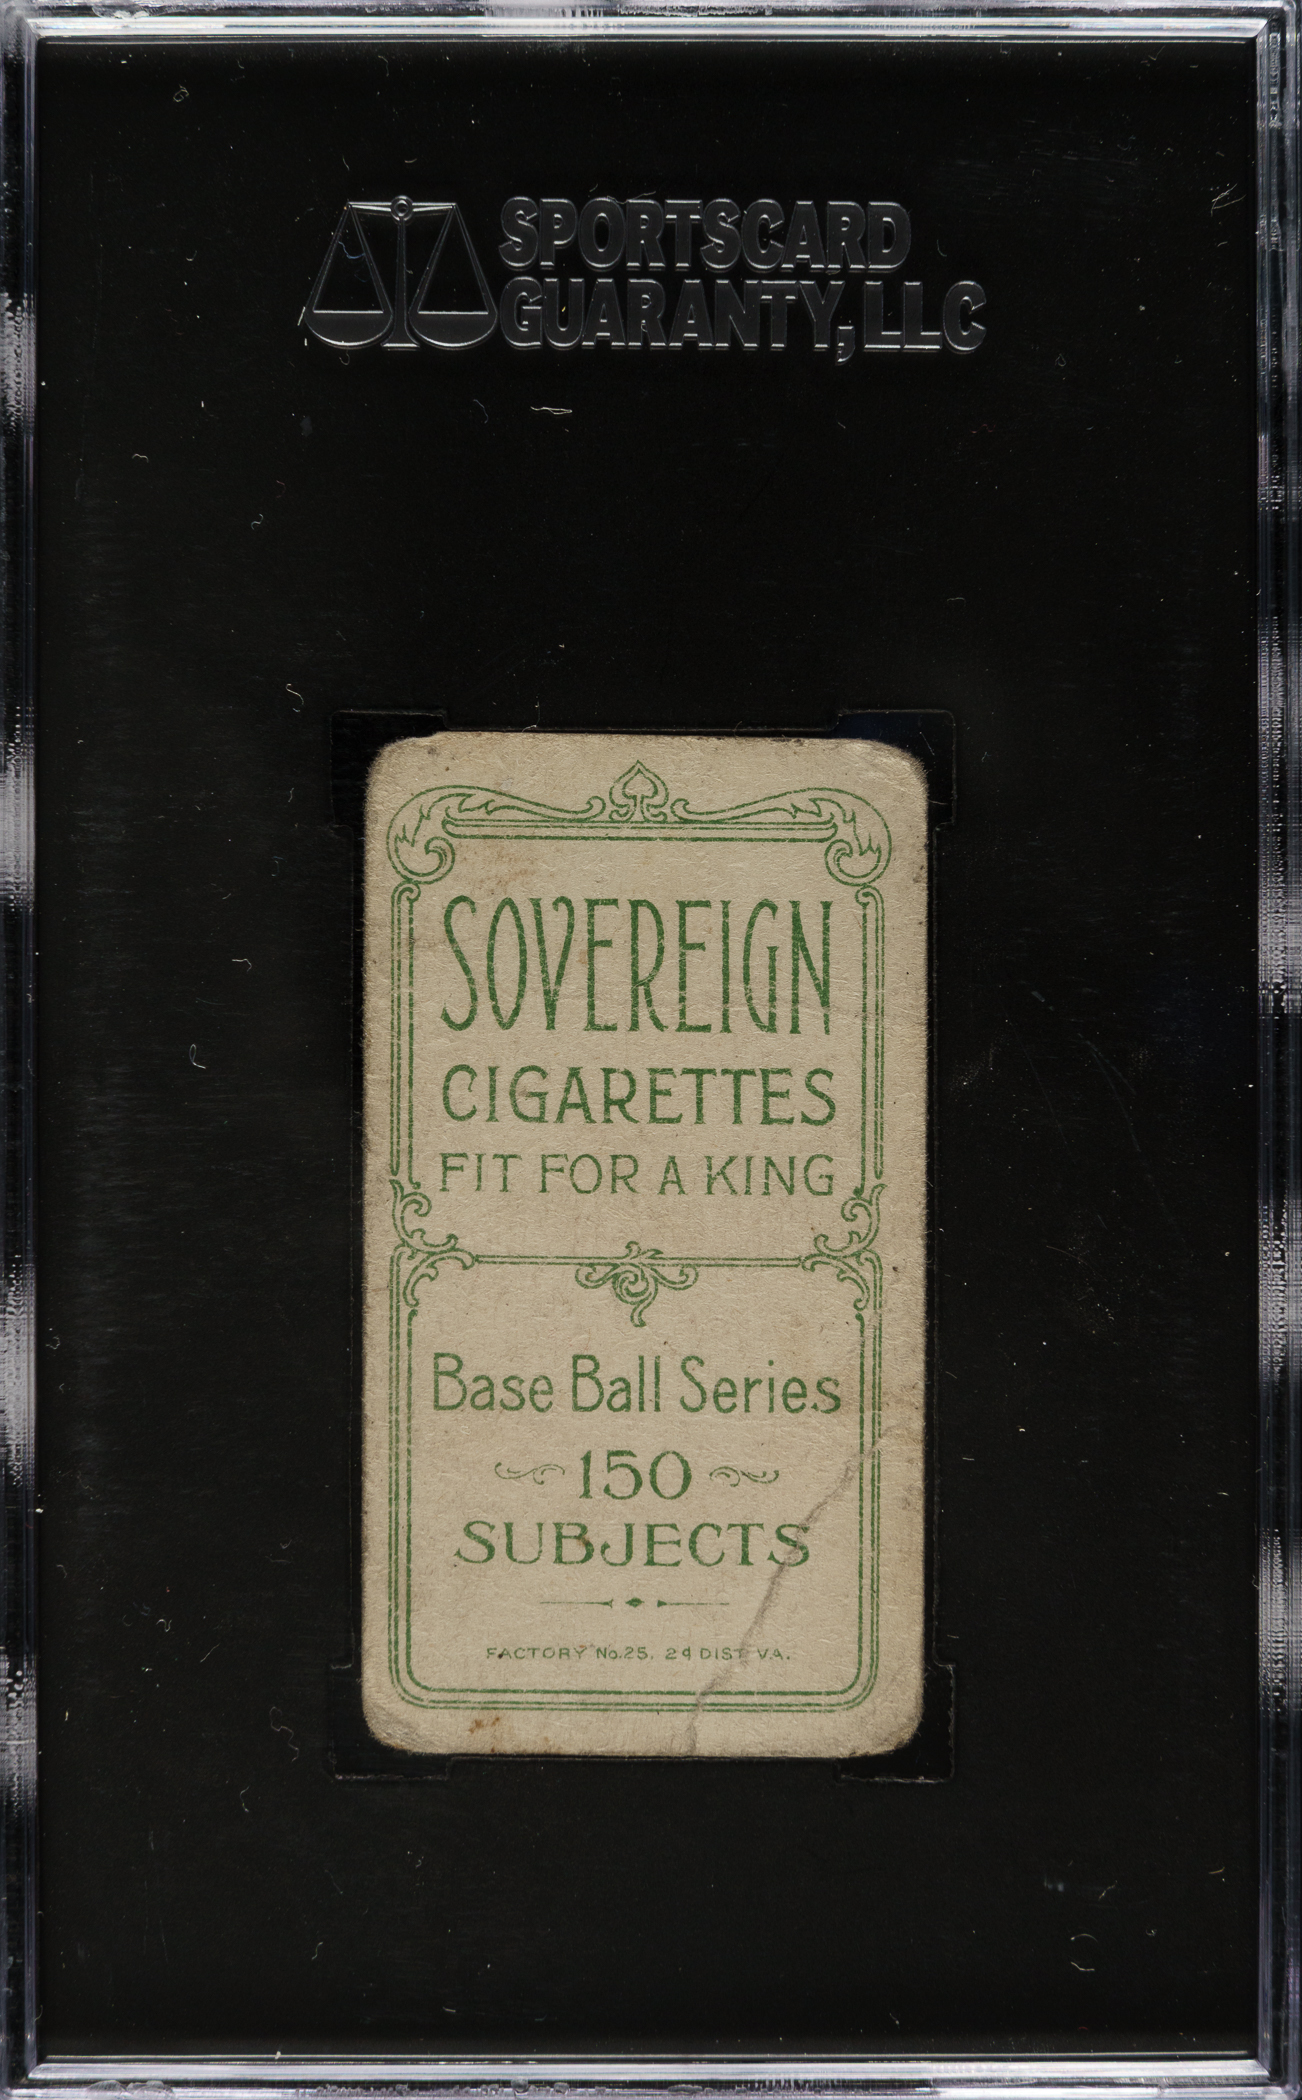 SPORTSCARD
GUARANTY, LLC
SOVEREIGN
CIGARETTES
FIT FOR A KING
Base Ball Series
150
SUBJECTS
FACTORY No. 25. 2d DIST VA.